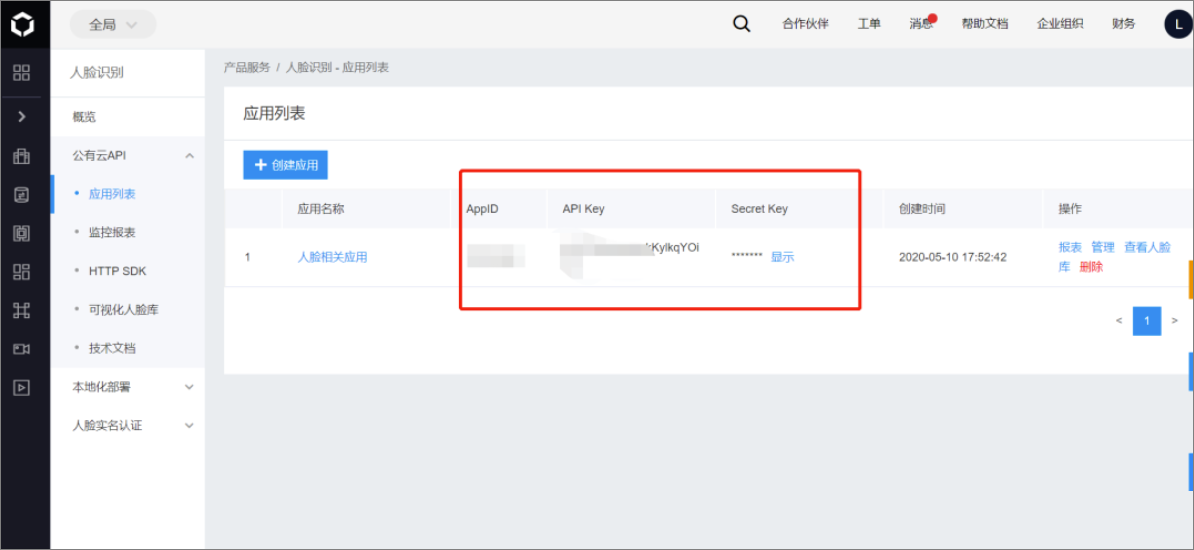 全局
合作伙伴 工单 消息 帮助文档 企业组织 财务 L
人脸识别
概览
公有云API
应用列表
监控报表
HTTP SDK
可视化人脸库
技术文档
本地化部署
人脸实名认证
产品服务 / 人脸识别 - 应用列表
应用列表
+ 创建应用
应用名称 AppID API Key Secret Key 创建时间 操作
1 人脸相关应用 KylkqYOi ******* 显示 2020-05-10 17:52:42 报表 管理 查看人脸
库 删除
< 1 >